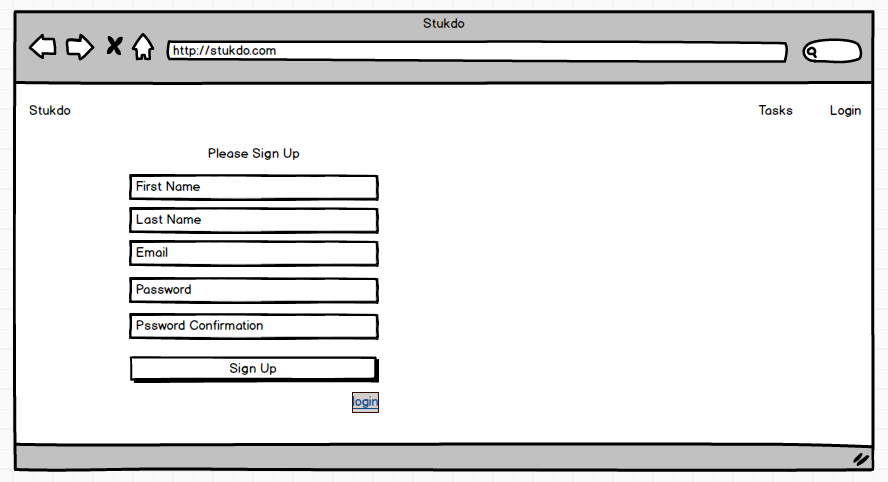 Stukdo
http://stukdo.com
Stukdo Tasks Login
Please Sign Up
First Name
Last Name
Email
Password
Pssword Confirmation
Sign Up
login